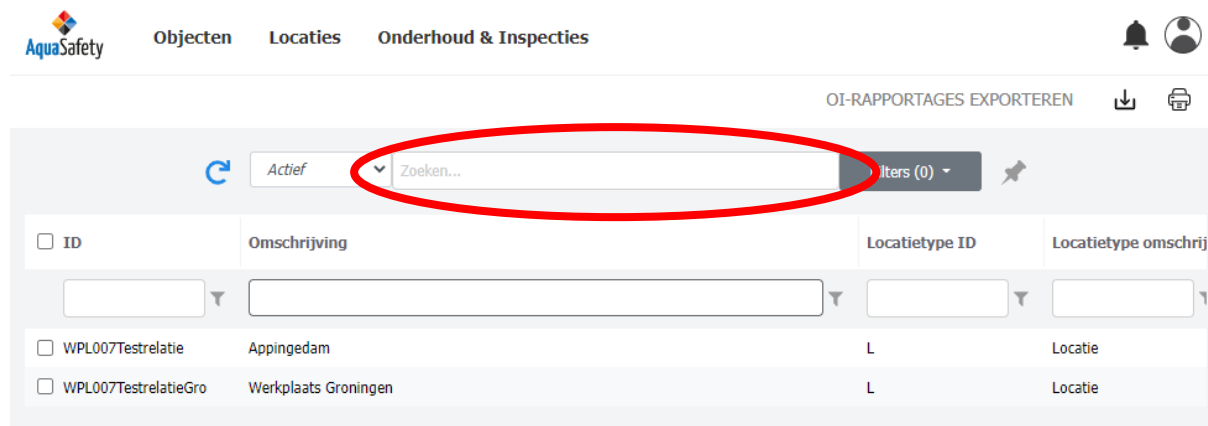 AquaSafety Objecten Locaties Onderhoud & Inspecties
OI-RAPPORTAGES EXPORTEREN
Actief Zoeken... ilters (0)
ID Omschrijving Locatietype ID Locatietype omschrij
WPL007Testrelatie Appingedam L Locatie
WPL007TestrelatieGro Werkplaats Groningen L Locatie